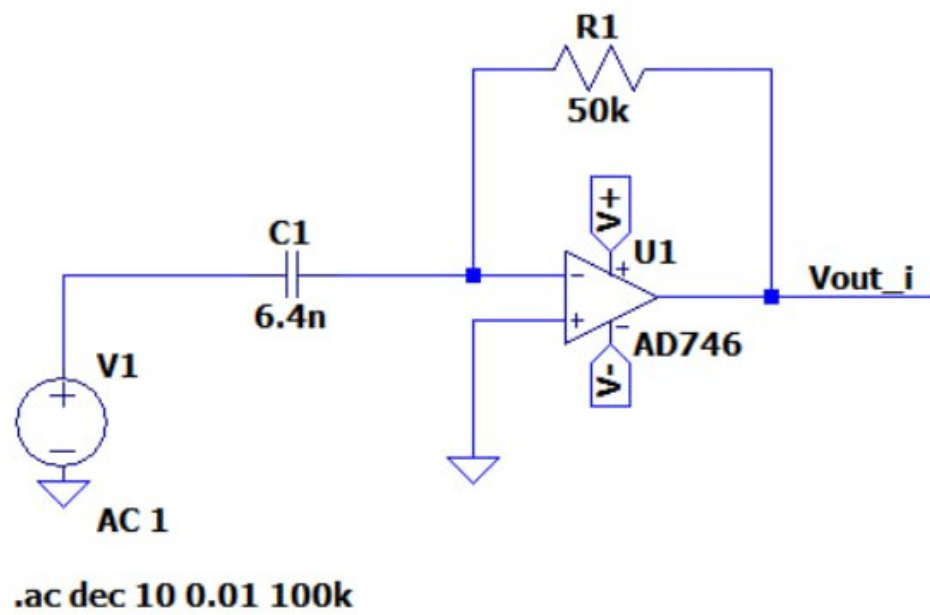 R1
50k
V+
C1
U1
+
−
Vout_i
6.4n
+
−
AD746
V-
V1
+
−
AC 1
.ac dec 10 0.01 100k